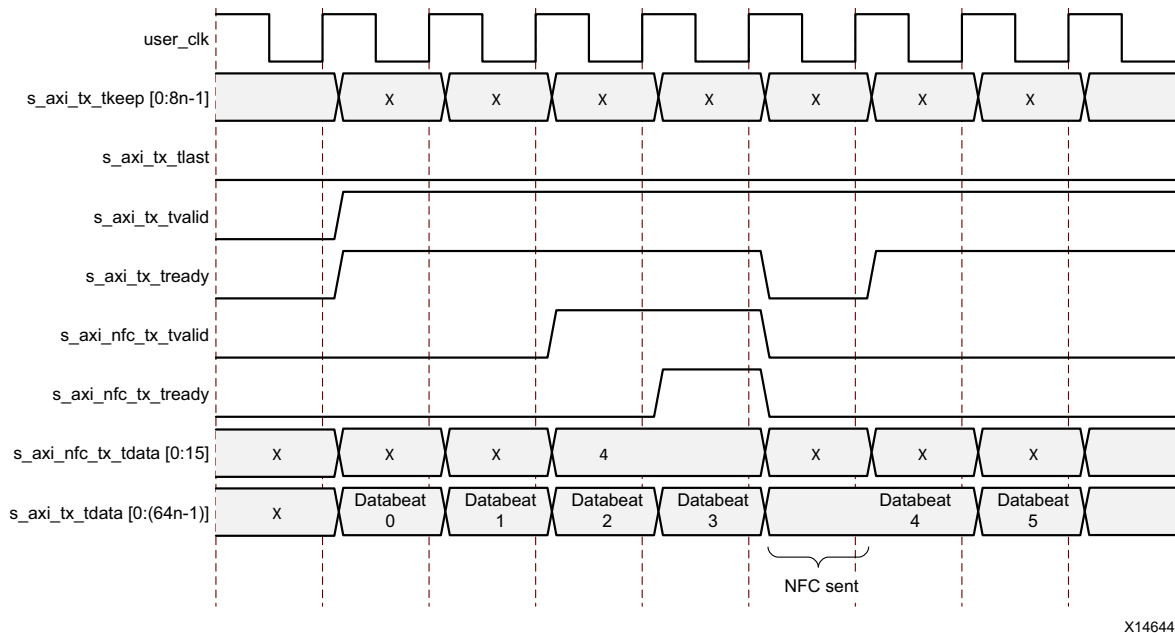 user_clk
s_axi_tx_tkeep [0:8n-1]
X X X X X X X
s_axi_tx_tlast
s_axi_tx_tvalid
s_axi_tx_tready
s_axi_nfc_tx_tvalid
s_axi_nfc_tx_tready
s_axi_nfc_tx_tdata [0:15]
X X X 4 X X X
s_axi_tx_tdata [0:(64n-1)]
X
Databeat
0
Databeat
1
Databeat
2
Databeat
3
Databeat
4
Databeat
5
NFC sent
X14644